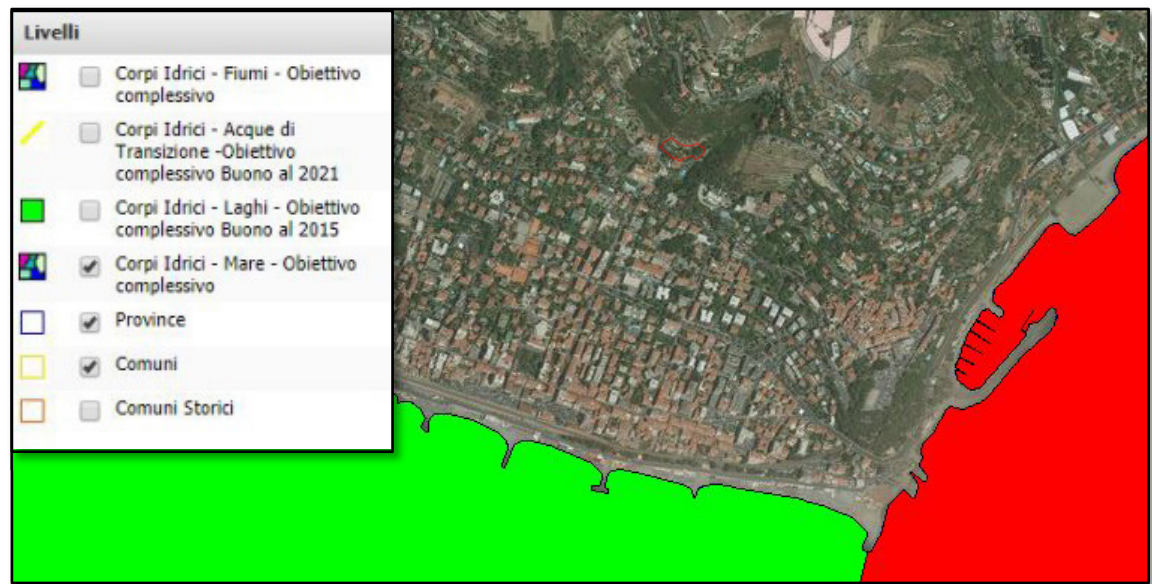 Livelli
Corpi Idrici - Fiumi - Obiettivo
complessivo
Corpi Idrici - Acque di
Transizione -Obiettivo
complessivo Buono al 2021
Corpi Idrici - Laghi - Obiettivo
complessivo Buono al 2015
Corpi Idrici - Mare - Obiettivo
complessivo
Province
Comuni
Comuni Storici